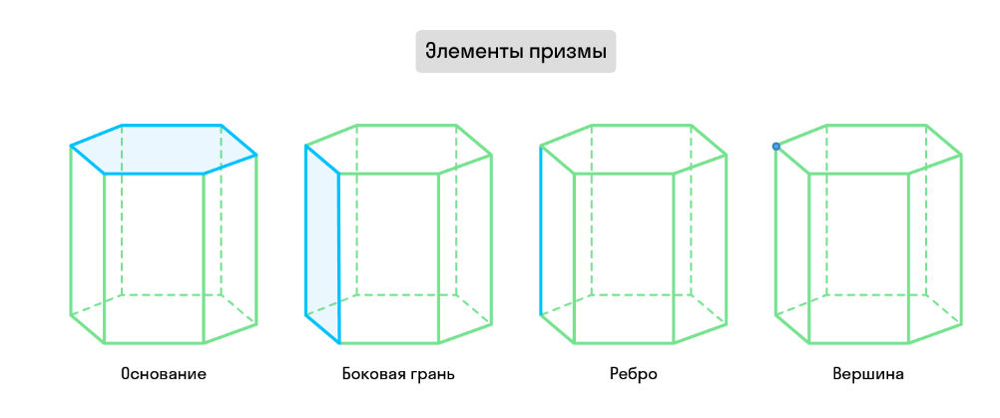 Элементы призмы
Основание
Боковая грань
Ребро
Вершина